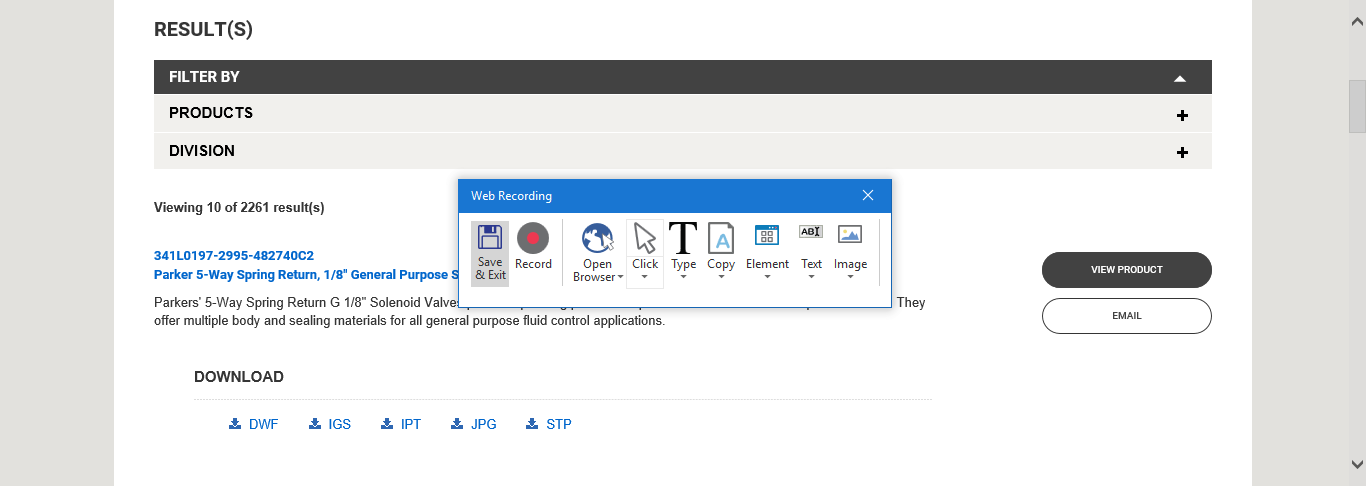 RESULT(S)
FILTER BY
PRODUCTS
DIVISION
Viewing 10 of 2261 result(s)
Web Recording
Save & Exit
Record
Open Browser
Click
Type
Copy
Element
Text
Image
341L0197-2995-482740C2
Parker 5-Way Spring Return, 1/8" General Purpose S
Parkers' 5-Way Spring Return G 1/8" Solenoid Valves They
offer multiple body and sealing materials for all general purpose fluid control applications.
VIEW PRODUCT
EMAIL
DOWNLOAD
DWF IGS IPT JPG STP